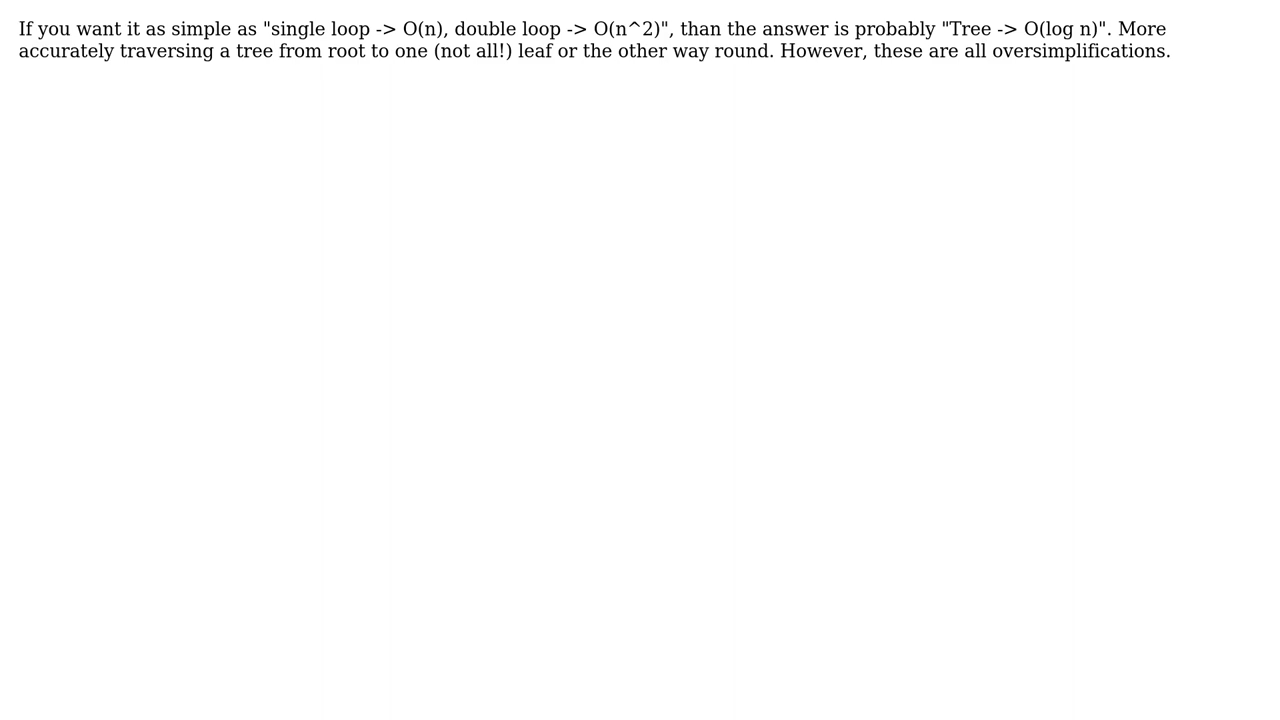 If you want it as simple as "single loop -> O(n), double loop -> O(n^2)", than the answer is probably "Tree -> O(log n)". More
accurately traversing a tree from root to one (not all!) leaf or the other way round. However, these are all oversimplifications.